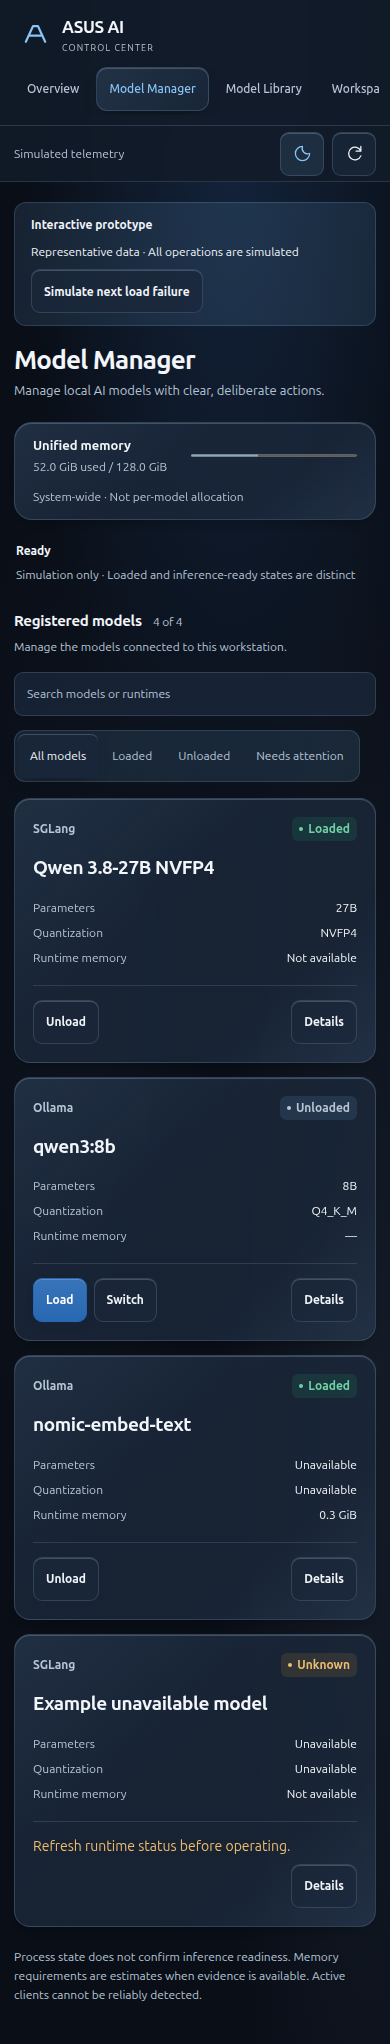 ASUS AI
CONTROL CENTER
Overview Model Manager Model Library Workspa
Simulated telemetry
Interactive prototype
Representative data · All operations are simulated
Simulate next load failure
Model Manager
Manage local AI models with clear, deliberate actions.
Unified memory
52.0 GiB used / 128.0 GiB
System-wide · Not per-model allocation
Ready
Simulation only · Loaded and inference-ready states are distinct
Registered models 4 of 4
Manage the models connected to this workstation.
Search models or runtimes
All models Loaded Unloaded Needs attention
SGLang Loaded
Qwen 3.8-27B NVFP4
Parameters 27B
Quantization NVFP4
Runtime memory Not available
Unload Details
Ollama Unloaded
qwen3:8b
Parameters 8B
Quantization Q4_K_M
Runtime memory —
Load Switch Details
Ollama Loaded
nomic-embed-text
Parameters Unavailable
Quantization Unavailable
Runtime memory 0.3 GiB
Unload Details
SGLang Unknown
Example unavailable model
Parameters Unavailable
Quantization Unavailable
Runtime memory Not available
Refresh runtime status before operating.
Details
Process state does not confirm inference readiness. Memory
requirements are estimates when evidence is available. Active
clients cannot be reliably detected.